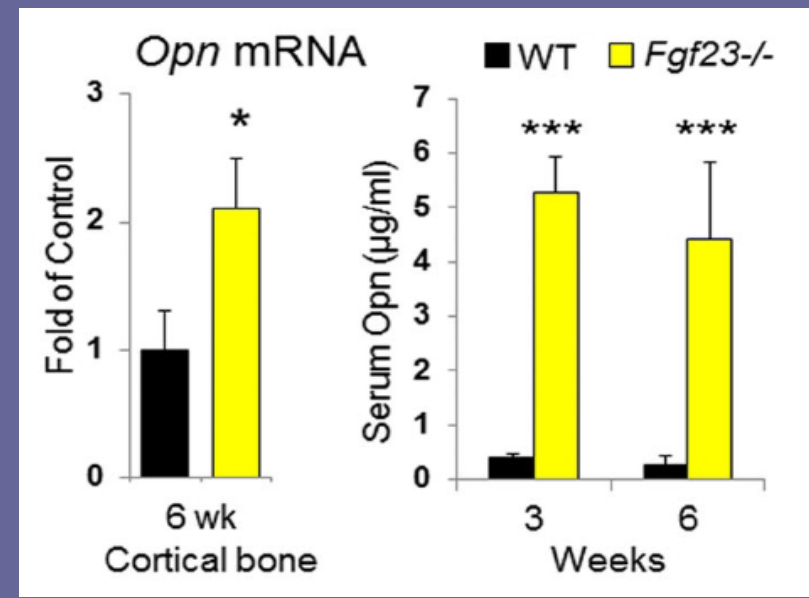 Opn mRNA
WT Fgf23-/-
3
2
1
0
Fold of Control
*
6 wk
Cortical bone
7
6
5
4
3
2
1
0
Serum Opn (µg/ml)
*** ***
3 6
Weeks